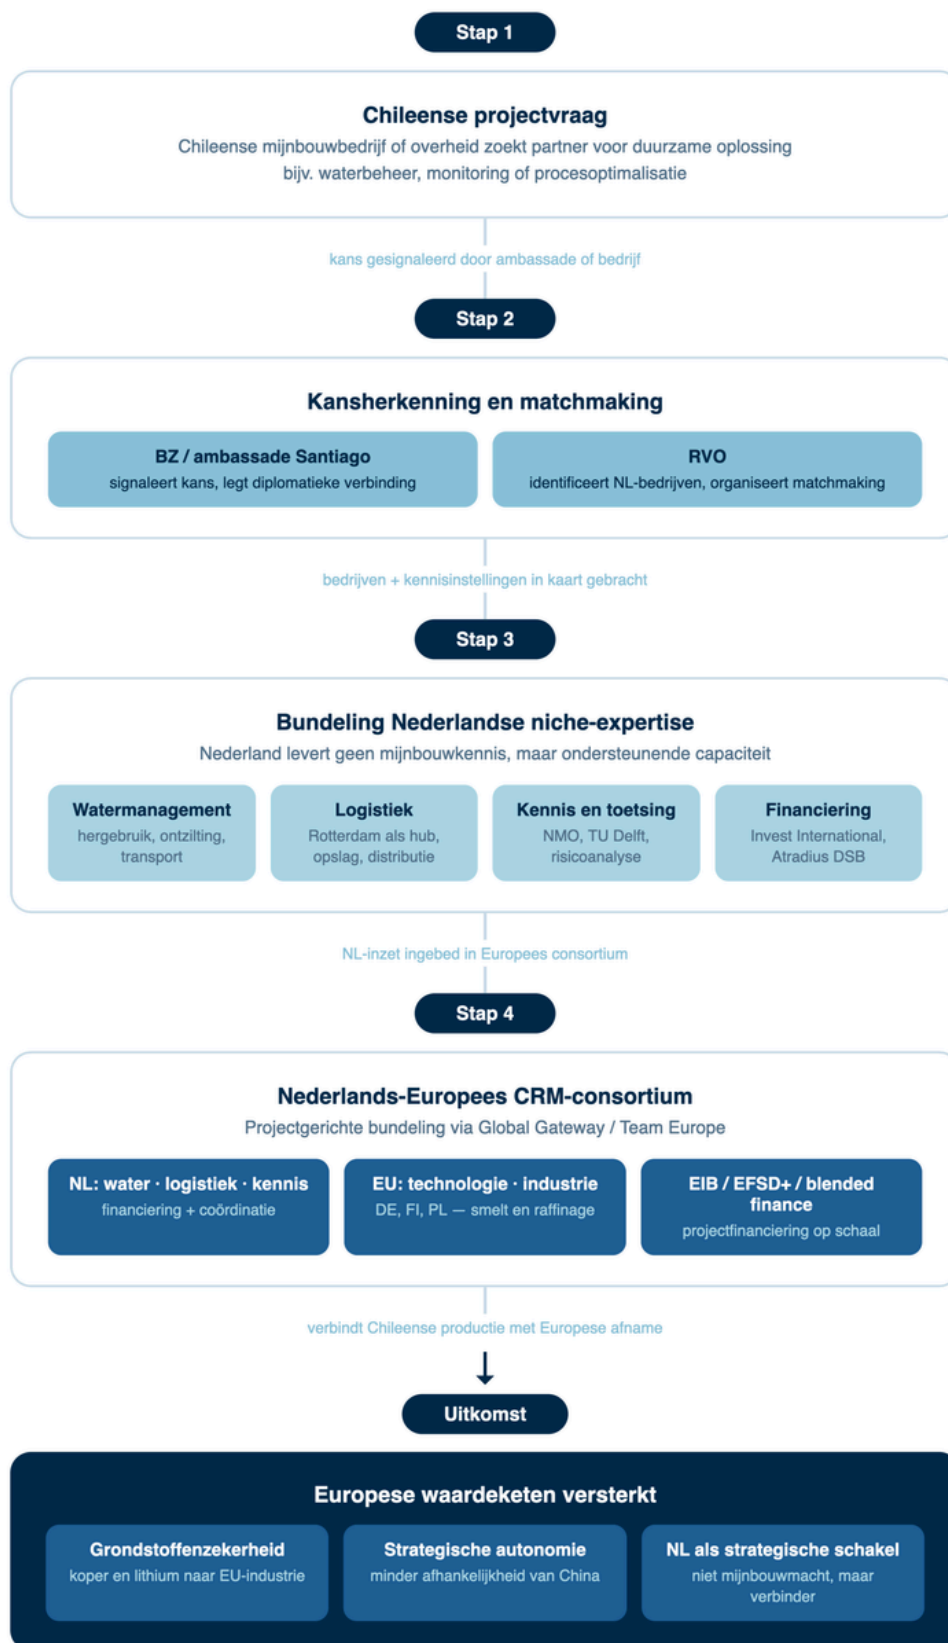 Stap 1
Chileense projectvraag
Chileense mijnbouwbedrijf of overheid zoekt partner voor duurzame oplossing
bijv. waterbeheer, monitoring of procesoptimalisatie
kans gesignaleerd door ambassade of bedrijf
Stap 2
Kansherkenning en matchmaking
BZ / ambassade Santiago
signaleert kans, legt diplomatieke verbinding
RVO
identificeert NL-bedrijven, organiseert matchmaking
bedrijven + kennisinstellingen in kaart gebracht
Stap 3
Bundeling Nederlandse niche-expertise
Nederland levert geen mijnbouwkennis, maar ondersteunende capaciteit
Watermanagement
hergebruik, ontzilting,
transport
Logistiek
Rotterdam als hub,
opslag, distributie
Kennis en toetsing
NMO, TU Delft,
risicoanalyse
Financiering
Invest International,
Atradius DSB
NL-inzet ingebed in Europees consortium
Stap 4
Nederlands-Europees CRM-consortium
Projectgerichte bundeling via Global Gateway / Team Europe
NL: water · logistiek · kennis
financiering + coördinatie
EU: technologie · industrie
DE, FI, PL — smelt en raffinage
EIB / EFSD+ / blended
finance
projectfinanciering op schaal
verbindt Chileense productie met Europese afname
Uitkomst
Europese waardeketen versterkt
Grondstoffenzekerheid
koper en lithium naar EU-industrie
Strategische autonomie
minder afhankelijkheid van China
NL als strategische schakel
niet mijnbouwmacht, maar
verbinder